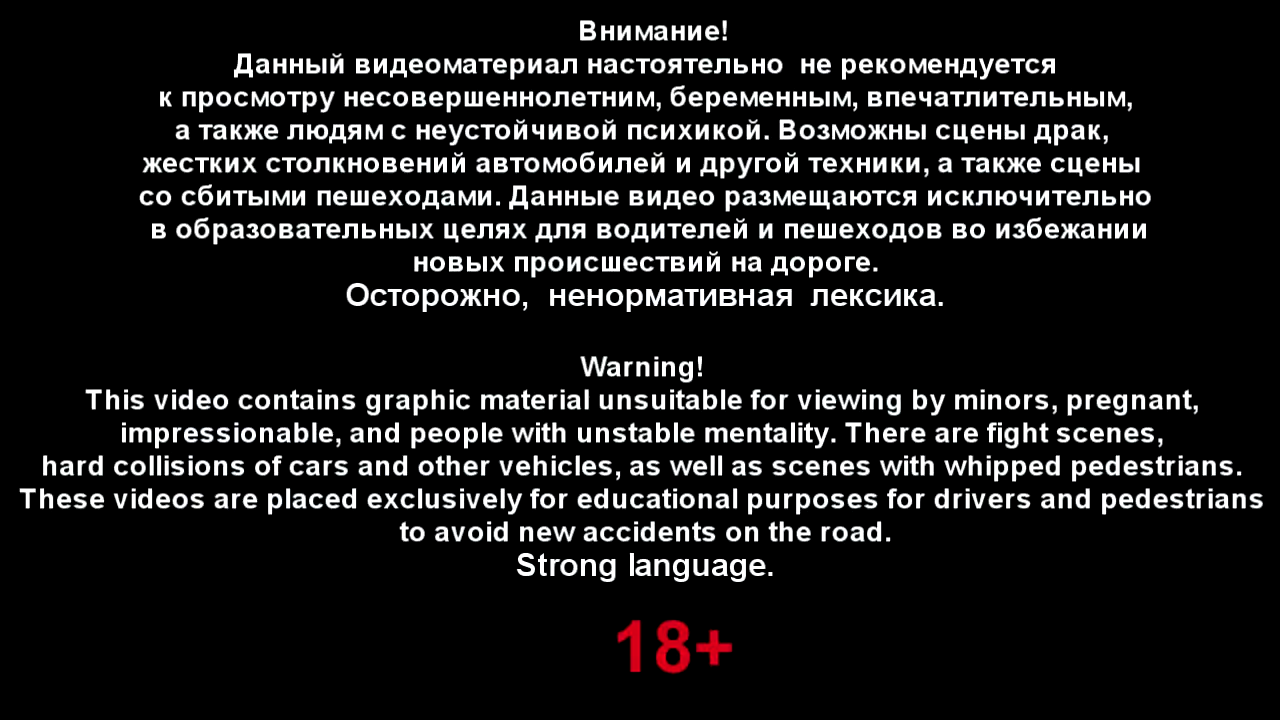 Внимание!
Данный видеоматериал настоятельно не рекомендуется
к просмотру несовершеннолетним, беременным, впечатлительным,
а также людям с неустойчивой психикой. Возможны сцены драк,
жестких столкновений автомобилей и другой техники, а также сцены
со сбитыми пешеходами. Данные видео размещаются исключительно
в образовательных целях для водителей и пешеходов во избежании
новых происшествий на дороге.
Осторожно, ненормативная лексика.
Warning!
This video contains graphic material unsuitable for viewing by minors, pregnant,
impressionable, and people with unstable mentality. There are fight scenes,
hard collisions of cars and other vehicles, as well as scenes with whipped pedestrians.
These videos are placed exclusively for educational purposes for drivers and pedestrians
to avoid new accidents on the road.
Strong language.
18+